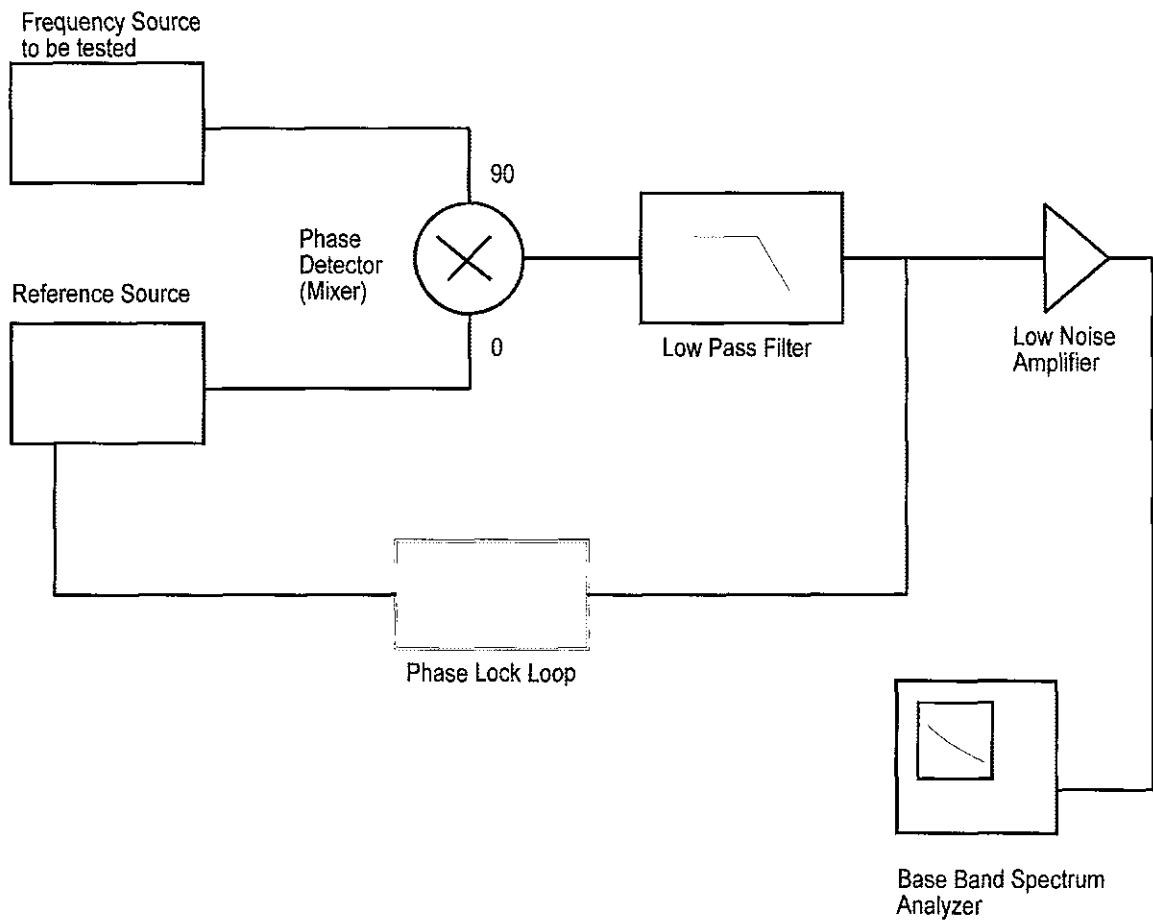 Frequency Source
to be tested
90
Phase
Detector
(Mixer)
Reference Source
0
Low Pass Filter
Low Noise
Amplifier
Phase Lock Loop
Base Band Spectrum
Analyzer